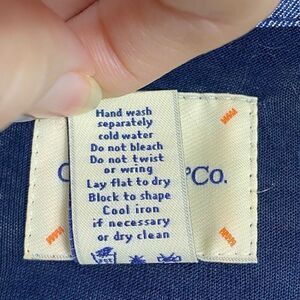 Hand wash
separately
cold water
Do not bleach
Do not twist
or wring
Lay flat to dry
Block to shape
Cool iron
if necessary
or dry clean
Co.